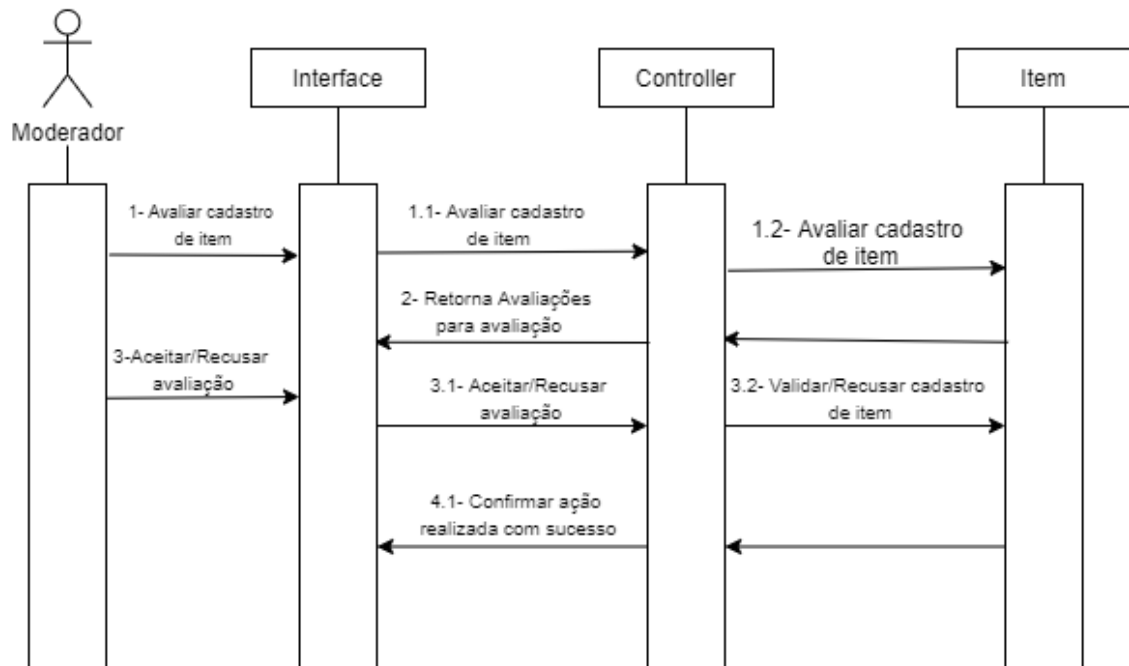 Interface
Controller
Item
Moderador
1- Avaliar cadastro
de item
1.1- Avaliar cadastro
de item
1.2- Avaliar cadastro
de item
2- Retorna Avaliações
para avaliação
3-Aceitar/Recusar
avaliação
3.1- Aceitar/Recusar
avaliação
3.2- Validar/Recusar cadastro
de item
4.1- Confirmar ação
realizada com sucesso